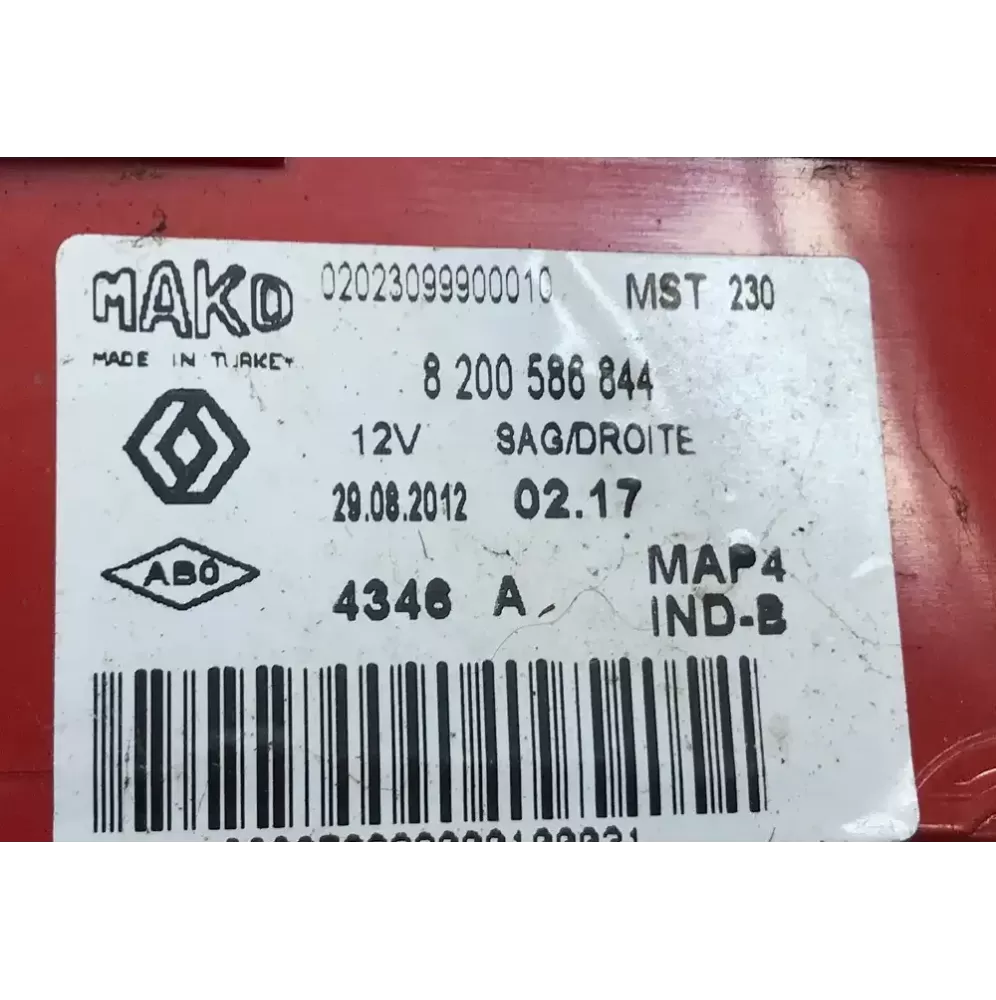 MAKO 02023099900010 MST 230
MADE IN TURKEY
8 200 586 844
12V SAG/DROITE
29.08.2012 02.17
ABO
4346 A MAP4
IND-B